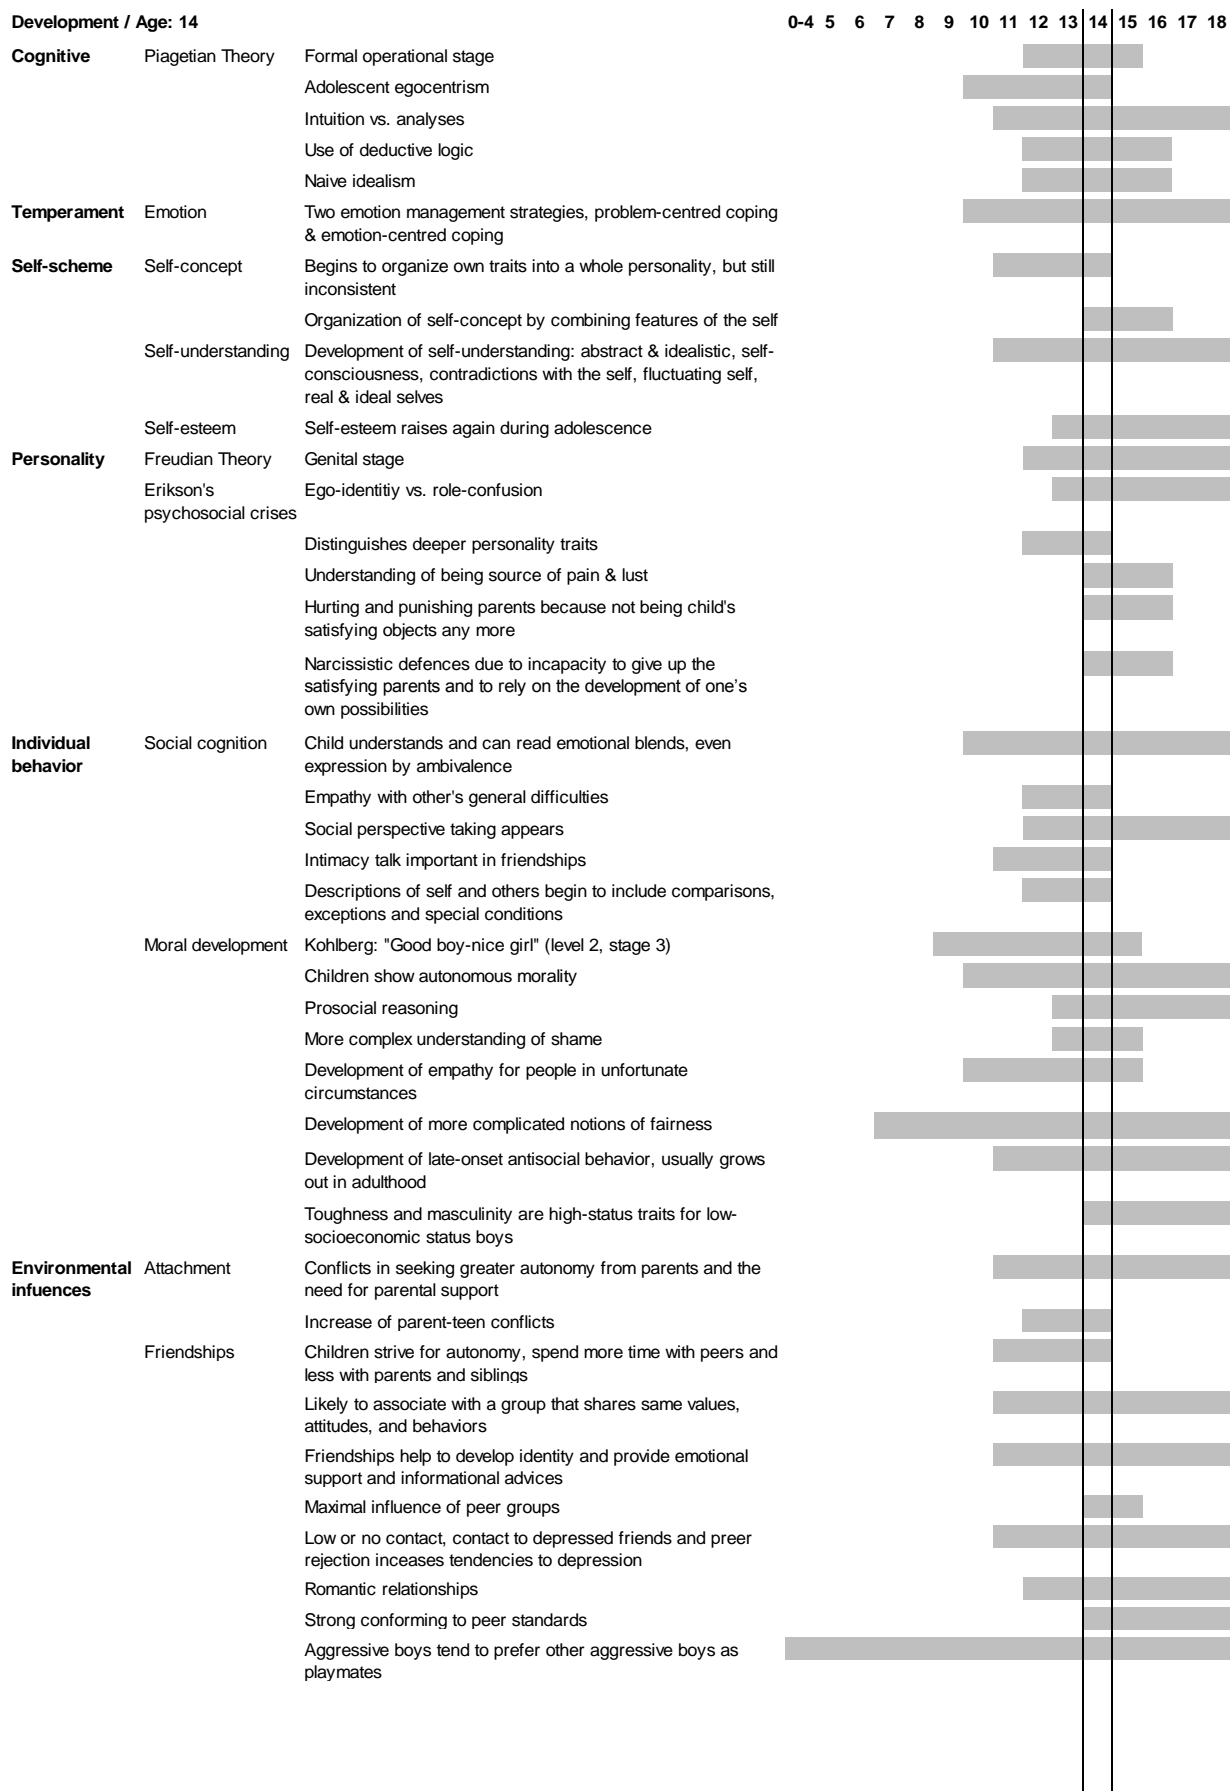 Development / Age: 14 0-4 5 6 7 8 9 10 11 12 13 14 15 16 17 18
Cognitive Piagetian Theory Formal operational stage
Adolescent egocentrism
Intuition vs. analyses
Use of deductive logic
Naive idealism
Temperament Emotion Two emotion management strategies, problem-centred coping
& emotion-centred coping
Self-scheme Self-concept Begins to organize own traits into a whole personality, but still
inconsistent
Organization of self-concept by combining features of the self
Self-understanding Development of self-understanding: abstract & idealistic, self-
consciousness, contradictions with the self, fluctuating self,
real & ideal selves
Self-esteem Self-esteem raises again during adolescence
Personality Freudian Theory Genital stage
Erikson's Ego-identitiy vs. role-confusion
psychosocial crises
Distinguishes deeper personality traits
Understanding of being source of pain & lust
Hurting and punishing parents because not being child's
satisfying objects any more
Narcissistic defences due to incapacity to give up the
satisfying parents and to rely on the development of one’s
own possibilities
Individual Social cognition Child understands and can read emotional blends, even
behavior expression by ambivalence
Empathy with other's general difficulties
Social perspective taking appears
Intimacy talk important in friendships
Descriptions of self and others begin to include comparisons,
exceptions and special conditions
Moral development Kohlberg: "Good boy-nice girl" (level 2, stage 3)
Children show autonomous morality
Prosocial reasoning
More complex understanding of shame
Development of empathy for people in unfortunate
circumstances
Development of more complicated notions of fairness
Development of late-onset antisocial behavior, usually grows
out in adulthood
Toughness and masculinity are high-status traits for low-
socioeconomic status boys
Environmental Attachment Conflicts in seeking greater autonomy from parents and the
infuences need for parental support
Increase of parent-teen conflicts
Friendships Children strive for autonomy, spend more time with peers and
less with parents and siblings
Likely to associate with a group that shares same values,
attitudes, and behaviors
Friendships help to develop identity and provide emotional
support and informational advices
Maximal influence of peer groups
Low or no contact, contact to depressed friends and preer
rejection inceases tendencies to depression
Romantic relationships
Strong conforming to peer standards
Aggressive boys tend to prefer other aggressive boys as
playmates